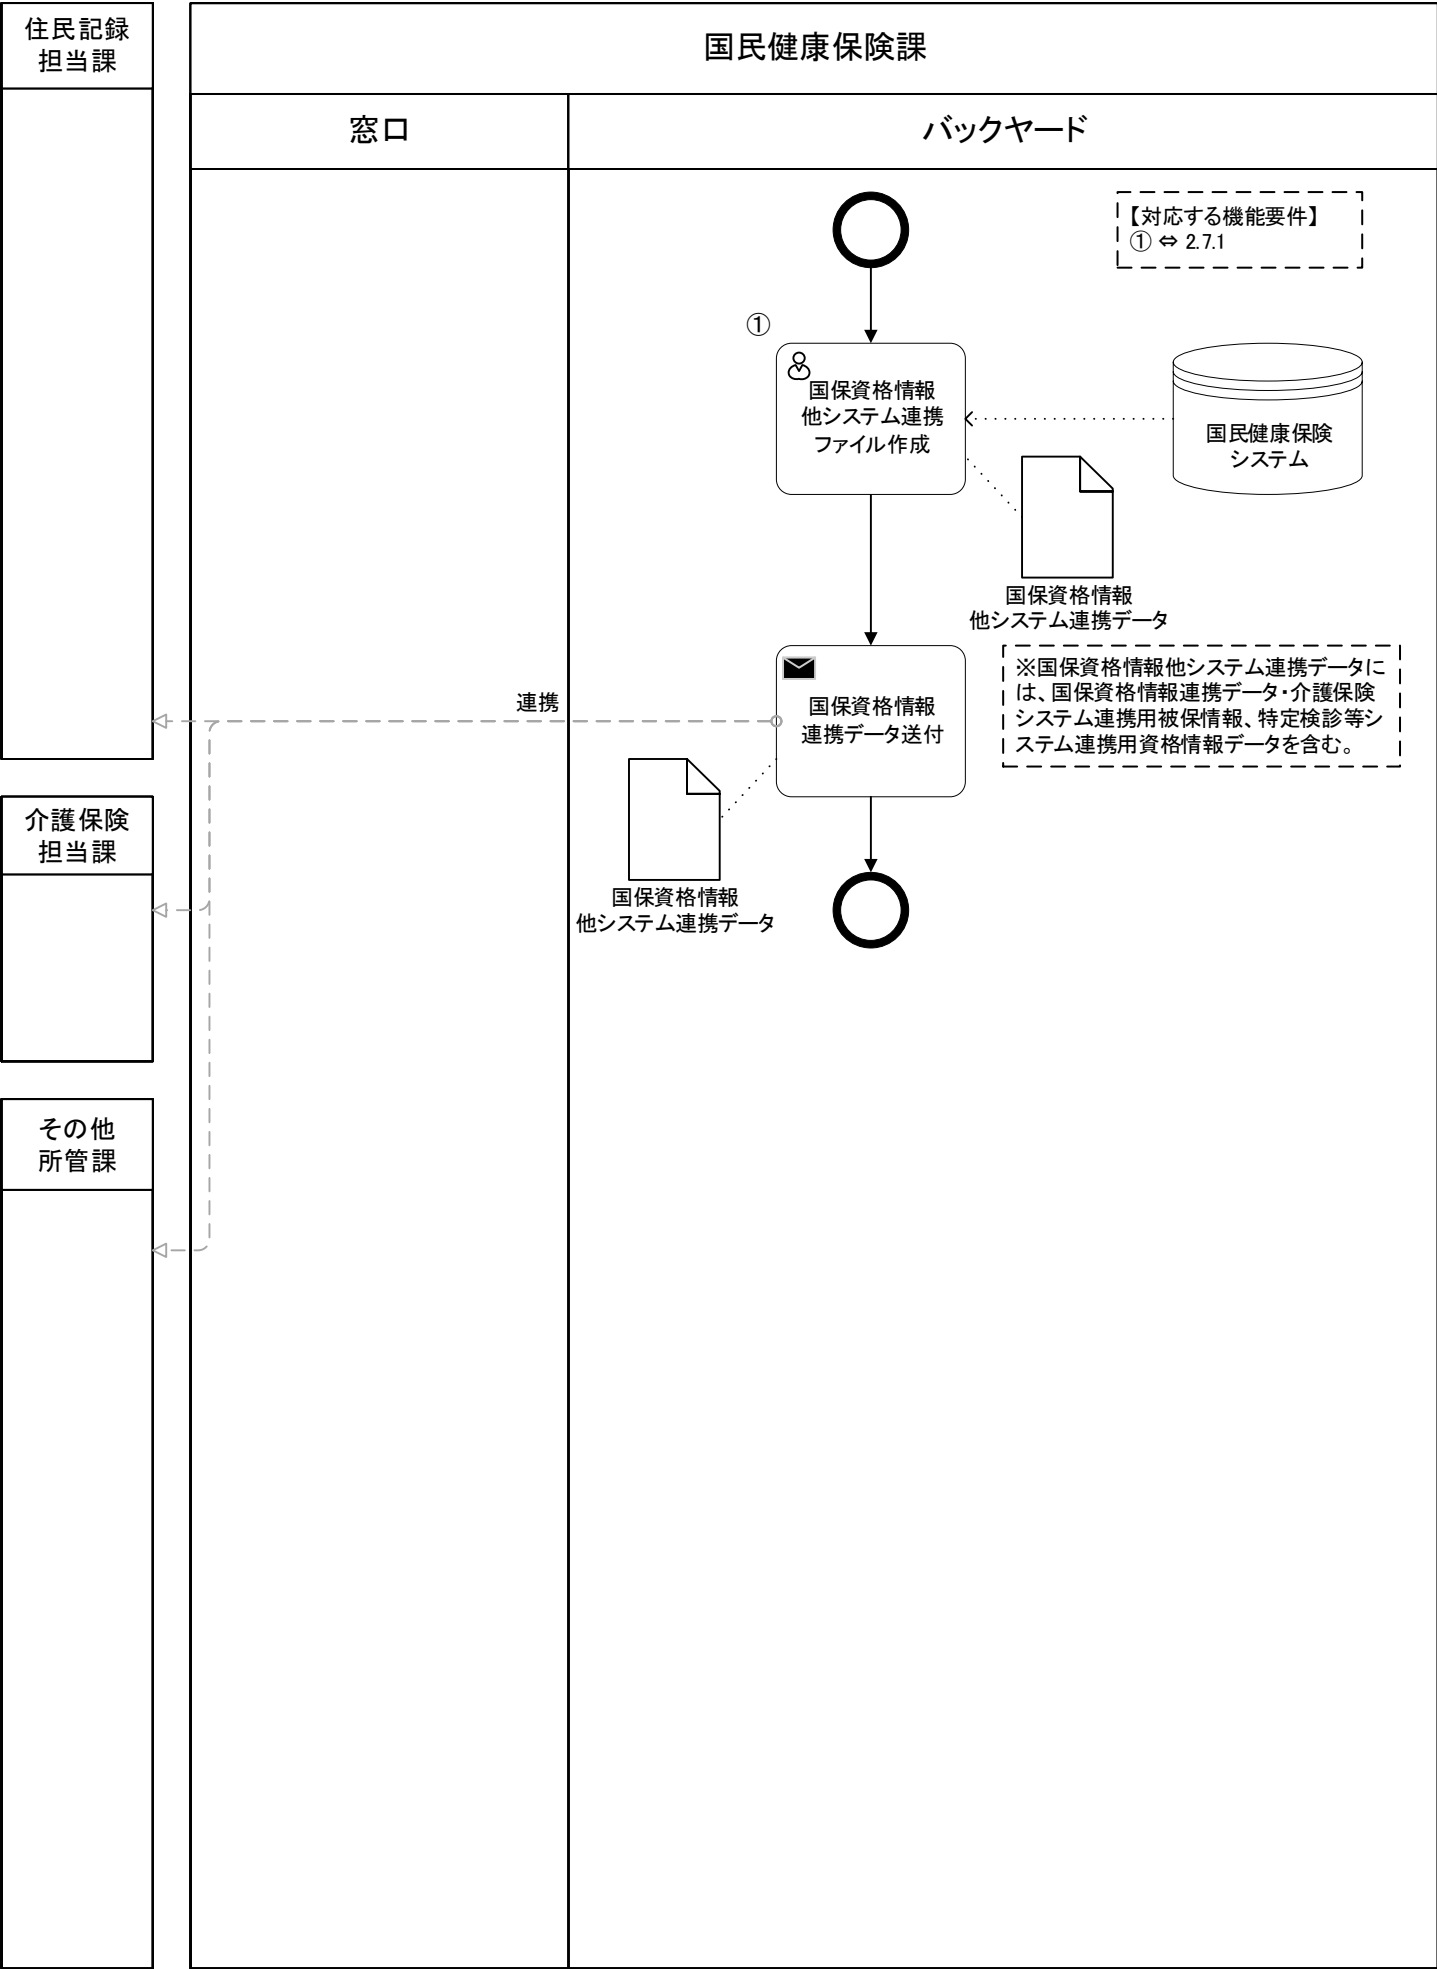 住民記録
担当課
国民健康保険課
窓口
バックヤード
【対応する機能要件】
① ⇔ 2.7.1
①
国保資格情報
他システム連携
ファイル作成
国民健康保険
システム
国保資格情報
他システム連携データ
※国保資格情報他システム連携データに
は、国保資格情報連携データ・介護保険
システム連携用被保情報、特定検診等シ
ステム連携用資格情報データを含む。
連携
国保資格情報
連携データ送付
国保資格情報
他システム連携データ
介護保険
担当課
その他
所管課